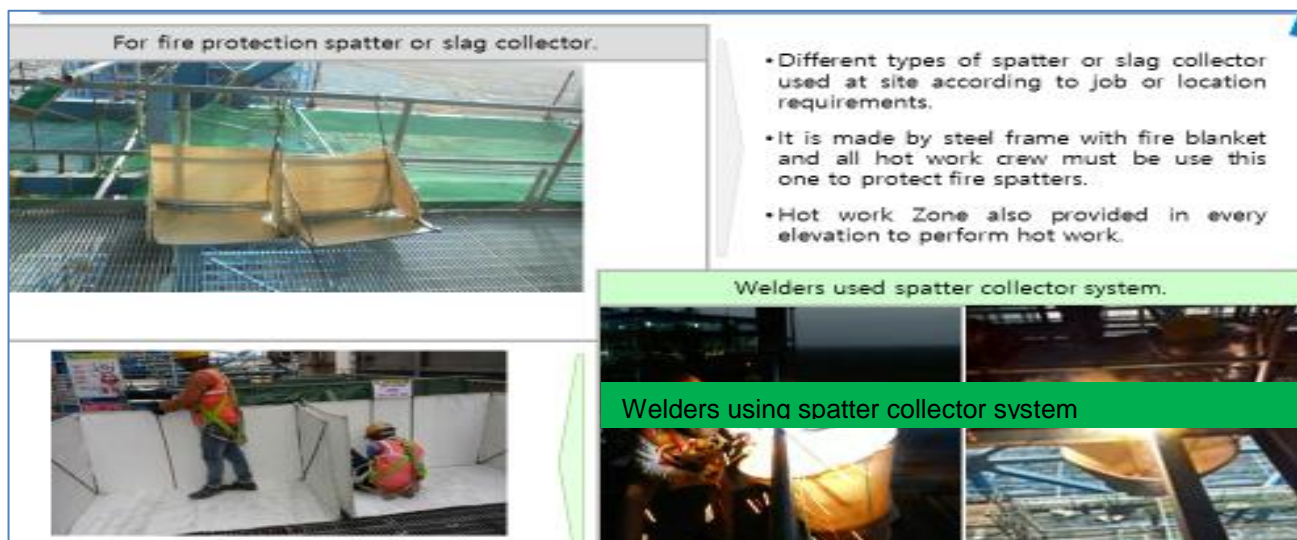 For fire protection spatter or slag collector.
•Different types of spatter or slag collector
used at site according to job or location
requirements.
•It is made by steel frame with fire blanket
and all hot work crew must be use this
one to protect fire spatters.
•Hot work Zone also provided in every
elevation to perform hot work.
Welders used spatter collector system.
Welders using spatter collector system